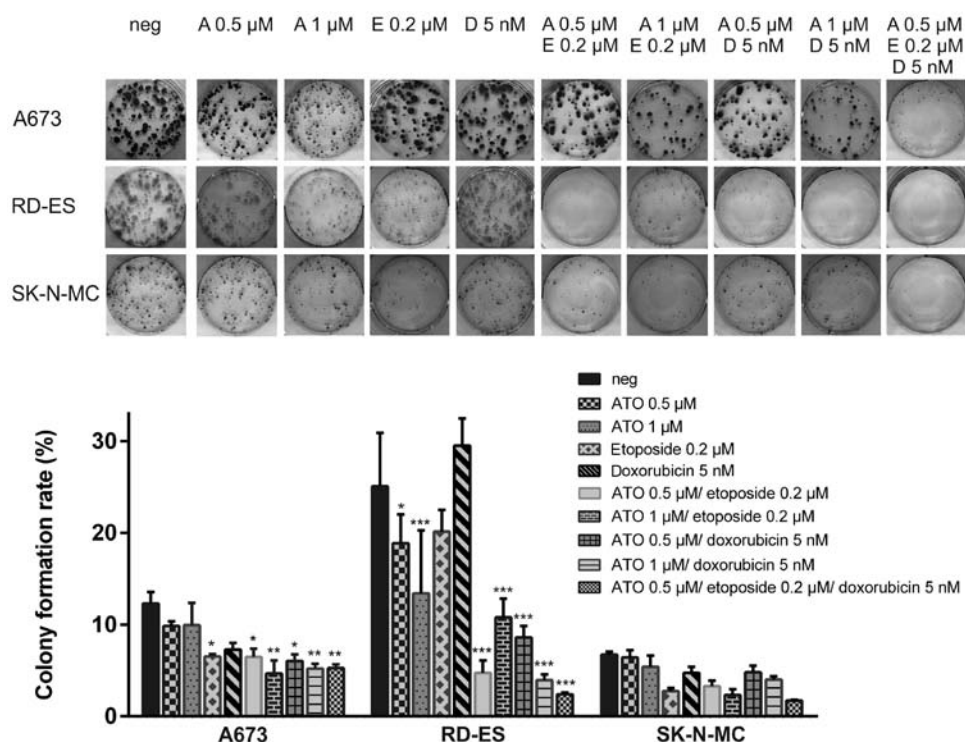 neg A 0.5 µM A 1 µM E 0.2 µM D 5 nM A 0.5 µM A 1 µM A 0.5 µM A 1 µM A 0.5 µM
E 0.2 µM E 0.2 µM D 5 nM D 5 nM E 0.2 µM
D 5 nM
A673
RD-ES
SK-N-MC
neg
ATO 0.5 µM
ATO 1 µM
Etoposide 0.2 µM
Doxorubicin 5 nM
ATO 0.5 µM/ etoposide 0.2 µM
ATO 1 µM/ etoposide 0.2 µM
ATO 0.5 µM/ doxorubicin 5 nM
ATO 1 µM/ doxorubicin 5 nM
ATO 0.5 µM/ etoposide 0.2 µM/ doxorubicin 5 nM
Colony formation rate (%)
30
20
10
0
* * ** * ** **
* *** *** *** *** *** ***
A673 RD-ES SK-N-MC